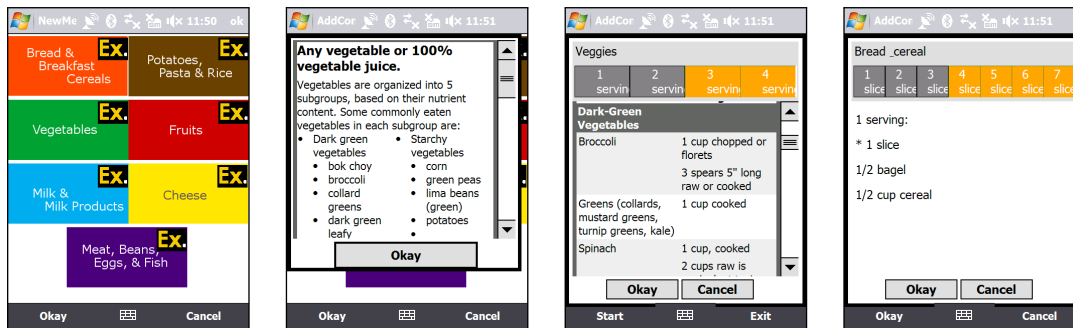 NewMe 11:50 ok
Bread &
Breakfast
Cereals
Ex.
Potatoes,
Pasta & Rice
Ex.
Vegetables
Ex.
Fruits
Ex.
Milk &
Milk Products
Ex.
Cheese
Ex.
Meat, Beans,
Eggs, & Fish
Ex.
Okay Cancel
AddCor 11:51
Any vegetable or 100%
vegetable juice.
Vegetables are organized into 5
subgroups, based on their nutrient
content. Some commonly eaten
vegetables in each subgroup are:
• Dark green
vegetables
• bok choy
• broccoli
• collard
greens
• dark green
leafy
• Starchy
vegetables
• corn
• green peas
• lima beans
(green)
• potatoes
•
Okay
Okay Cancel
AddCor 11:51
Veggies
1 2 3 4
servin servin servin servin
Dark-Green
Vegetables
Broccoli 1 cup chopped or
florets
3 spears 5" long
raw or cooked
Greens (collards, 1 cup cooked
mustard greens,
turnip greens, kale)
Spinach 1 cup, cooked
2 cups raw is
Okay Cancel
Start Exit
AddCor 11:51
Bread _cereal
1 2 3 4 5 6 7
slice slice slice slice slice slice slice
1 serving:
* 1 slice
1/2 bagel
1/2 cup cereal
Okay Cancel
Okay Cancel